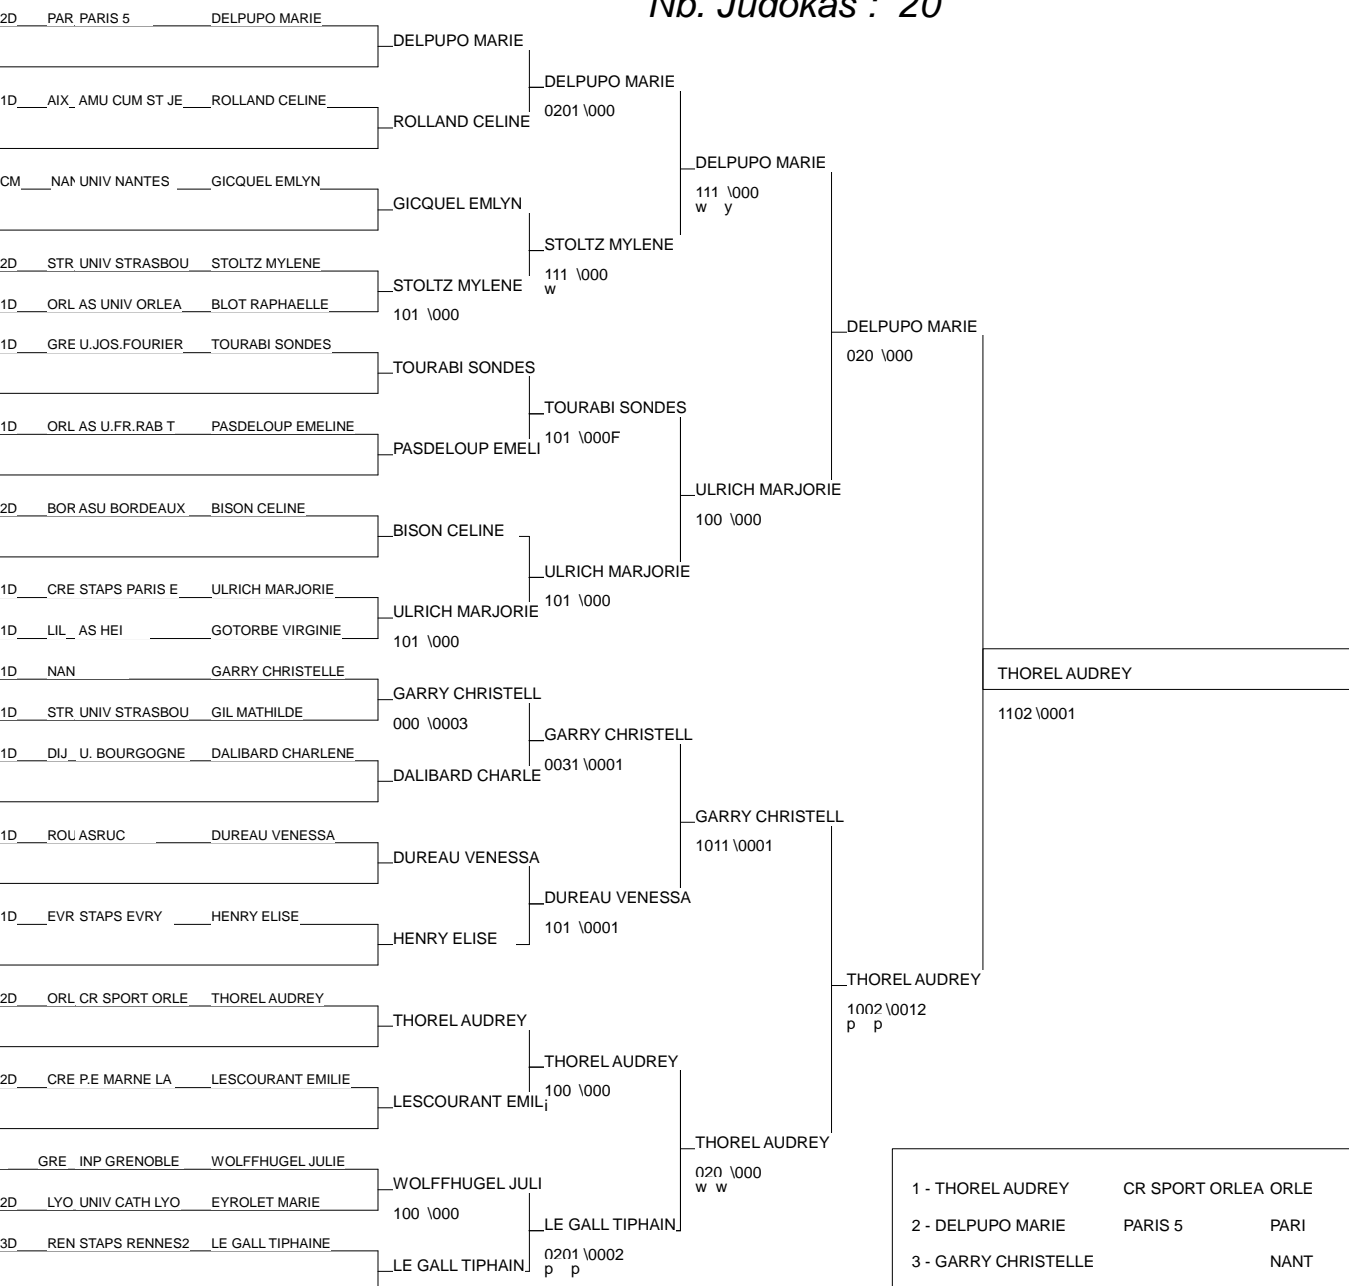 Nb. Judokas : 20
2D PAR PARIS 5 DELPUPO MARIE
DELPUPO MARIE
DELPUPO MARIE
1D AIX AMU CUM ST JE ROLLAND CELINE
0201 \000
ROLLAND CELINE
DELPUPO MARIE
CM NAN UNIV NANTES GICQUEL EMLYN
111 \000
w y
GICQUEL EMLYN
STOLTZ MYLENE
2D STR UNIV STRASBOU STOLTZ MYLENE
111 \000
w
STOLTZ MYLENE
1D ORL AS UNIV ORLEA BLOT RAPHAELLE
101 \000
DELPUPO MARIE
1D GRE U.JOS.FOURIER TOURABI SONDES
020 \000
TOURABI SONDES
TOURABI SONDES
1D ORL AS U.FR.RAB T PASDELOUP EMELINE
101 \000F
PASDELOUP EMELI
ULRICH MARJORIE
2D BOR ASU BORDEAUX BISON CELINE
100 \000
BISON CELINE
ULRICH MARJORIE
1D CRE STAPS PARIS E ULRICH MARJORIE
101 \000
ULRICH MARJORIE
1D LIL AS HEI GOTORBE VIRGINIE
101 \000
1D NAN GARRY CHRISTELLE
THOREL AUDREY
GARRY CHRISTELL
1D STR UNIV STRASBOU GIL MATHILDE
1102 \0001
000 \0003
GARRY CHRISTELL
1D DIJ U. BOURGOGNE DALIBARD CHARLENE
0031 \0001
DALIBARD CHARLE
GARRY CHRISTELL
1D ROU ASRUC DUREAU VENESSA
1011 \0001
DUREAU VENESSA
DUREAU VENESSA
1D EVR STAPS EVRY HENRY ELISE
101 \0001
HENRY ELISE
THOREL AUDREY
2D ORL CR SPORT ORLE THOREL AUDREY
1002 \0012
p p
THOREL AUDREY
THOREL AUDREY
2D CRE P.E MARNE LA LESCOURANT EMILIE
100 \000
LESCOURANT EMILI
THOREL AUDREY
GRE INP GRENOBLE WOLFFHUGEL JULIE
020 \000
w w
WOLFFHUGEL JULI
1 - THOREL AUDREY CR SPORT ORLEA ORLE
2D LYO UNIV CATH LYO EYROLET MARIE
100 \000
LE GALL TIPHAIN
2 - DELPUPO MARIE PARIS 5 PARI
3D REN STAPS RENNES2 LE GALL TIPHAINE
0201 \0002
p p
LE GALL TIPHAIN
3 - GARRY CHRISTELLE NANT